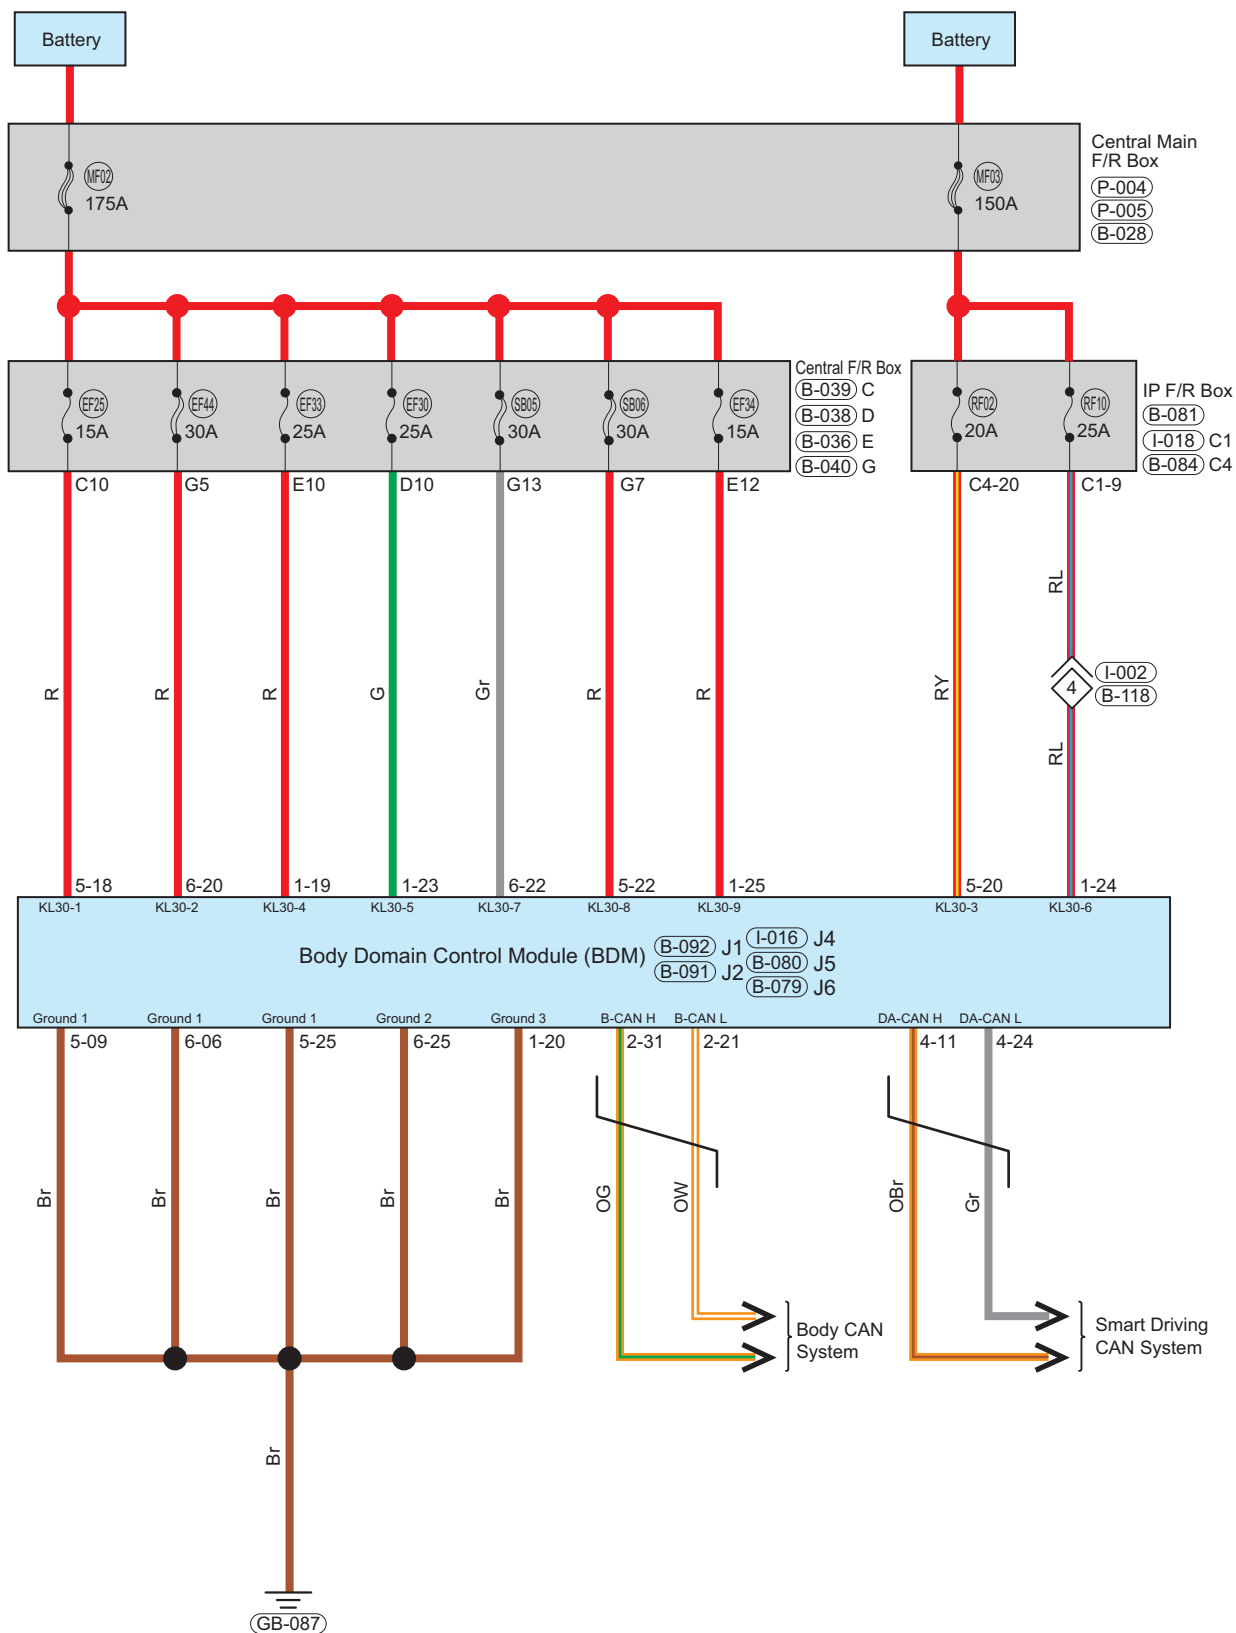 Battery
Battery
MF02
175A
MF03
150A
Central Main
F/R Box
P-004
P-005
B-028
EF25
15A
EF44
30A
EF33
25A
EF30
25A
SB05
30A
SB06
30A
EF34
15A
Central F/R Box
B-039 C
B-038 D
B-036 E
B-040 G
RF02
20A
RF10
25A
IP F/R Box
B-081
I-018 C1
B-084 C4
C10
G5
E10
D10
G13
G7
E12
C4-20
C1-9
R
R
R
G
Gr
R
R
RY
RL
4
I-002
B-118
RL
5-18
6-20
1-19
1-23
6-22
5-22
1-25
5-20
1-24
KL30-1
KL30-2
KL30-4
KL30-5
KL30-7
KL30-8
KL30-9
KL30-3
KL30-6
Body Domain Control Module (BDM)
B-092 J1
B-091 J2
I-016 J4
B-080 J5
B-079 J6
Ground 1
Ground 1
Ground 1
Ground 2
Ground 3
B-CAN H
B-CAN L
DA-CAN H
DA-CAN L
5-09
6-06
5-25
6-25
1-20
2-31
2-21
4-11
4-24
Br
Br
Br
Br
Br
OG
OW
OBr
Gr
Body CAN
System
Smart Driving
CAN System
Br
GB-087